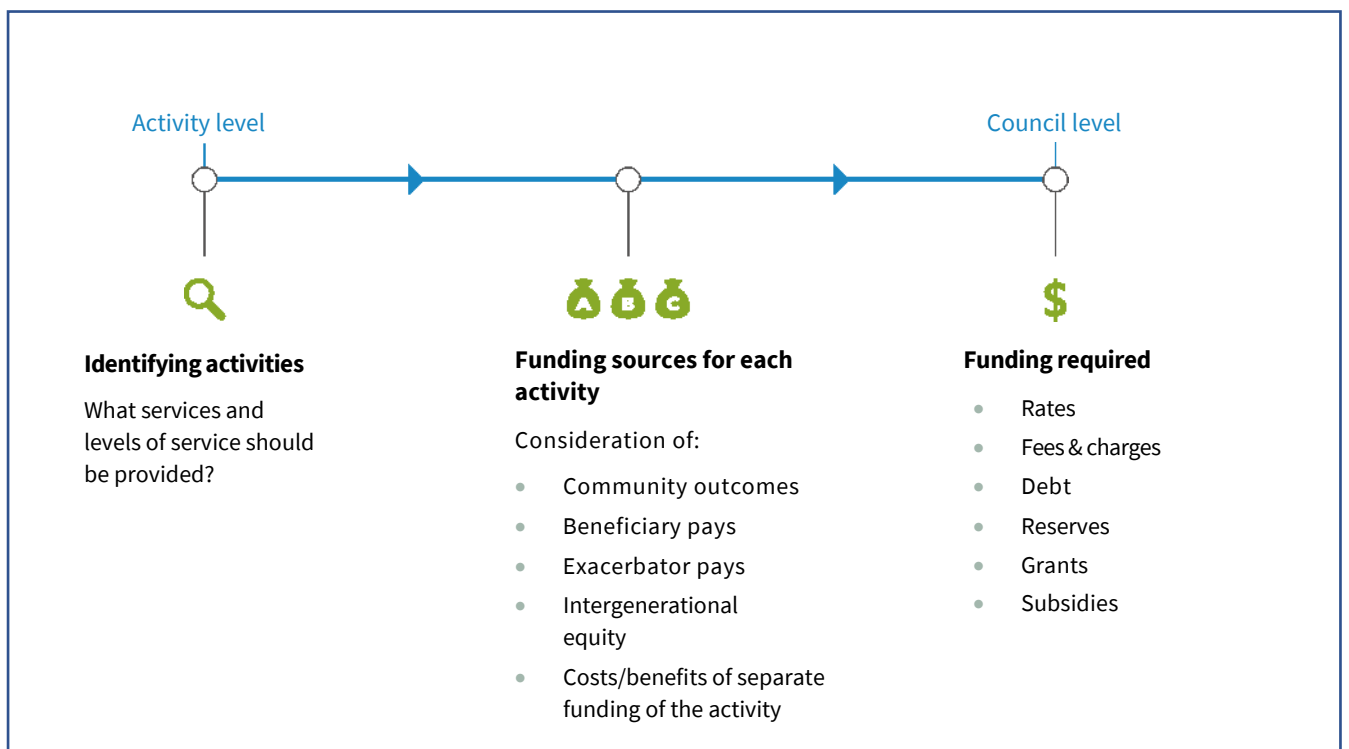 Activity level
Council level
A B C
$
Identifying activities
What services and
levels of service should
be provided?
Funding sources for each
activity
Consideration of:
Community outcomes
Beneficiary pays
Exacerbator pays
Intergenerational
equity
Costs/benefits of separate
funding of the activity
Funding required
Rates
Fees & charges
Debt
Reserves
Grants
Subsidies